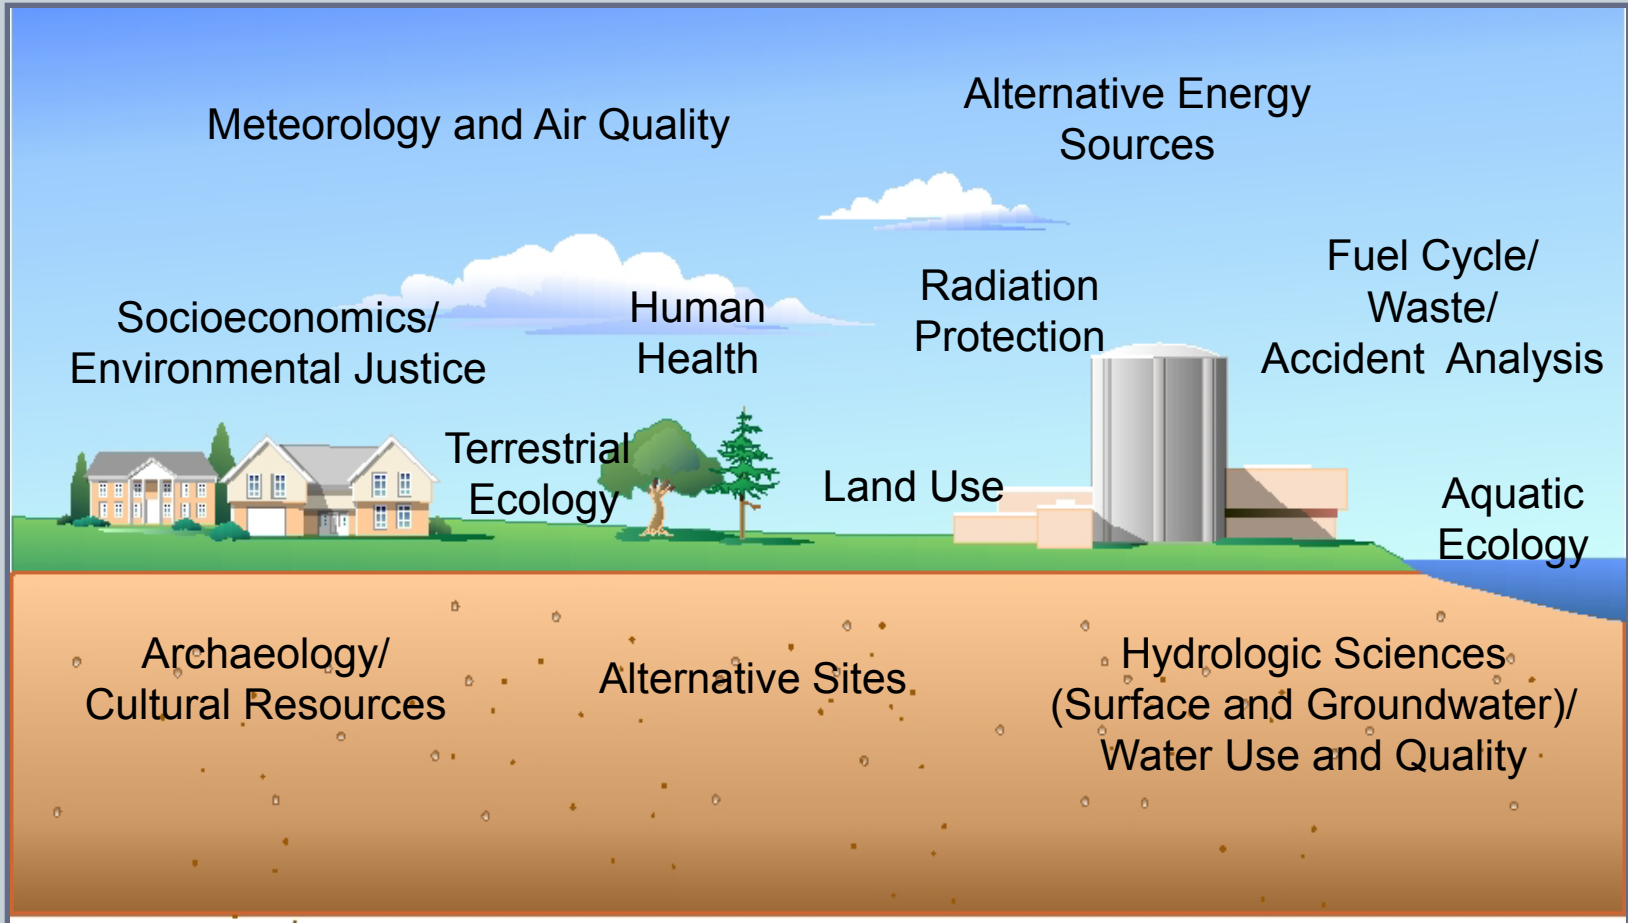 Meteorology and Air Quality
Alternative Energy
Sources
Socioeconomics/
Environmental Justice
Human
Health
Radiation
Protection
Fuel Cycle/
Waste/
Accident Analysis
Terrestrial
Ecology
Land Use
Aquatic
Ecology
Archaeology/
Cultural Resources
Alternative Sites
Hydrologic Sciences
(Surface and Groundwater)/
Water Use and Quality